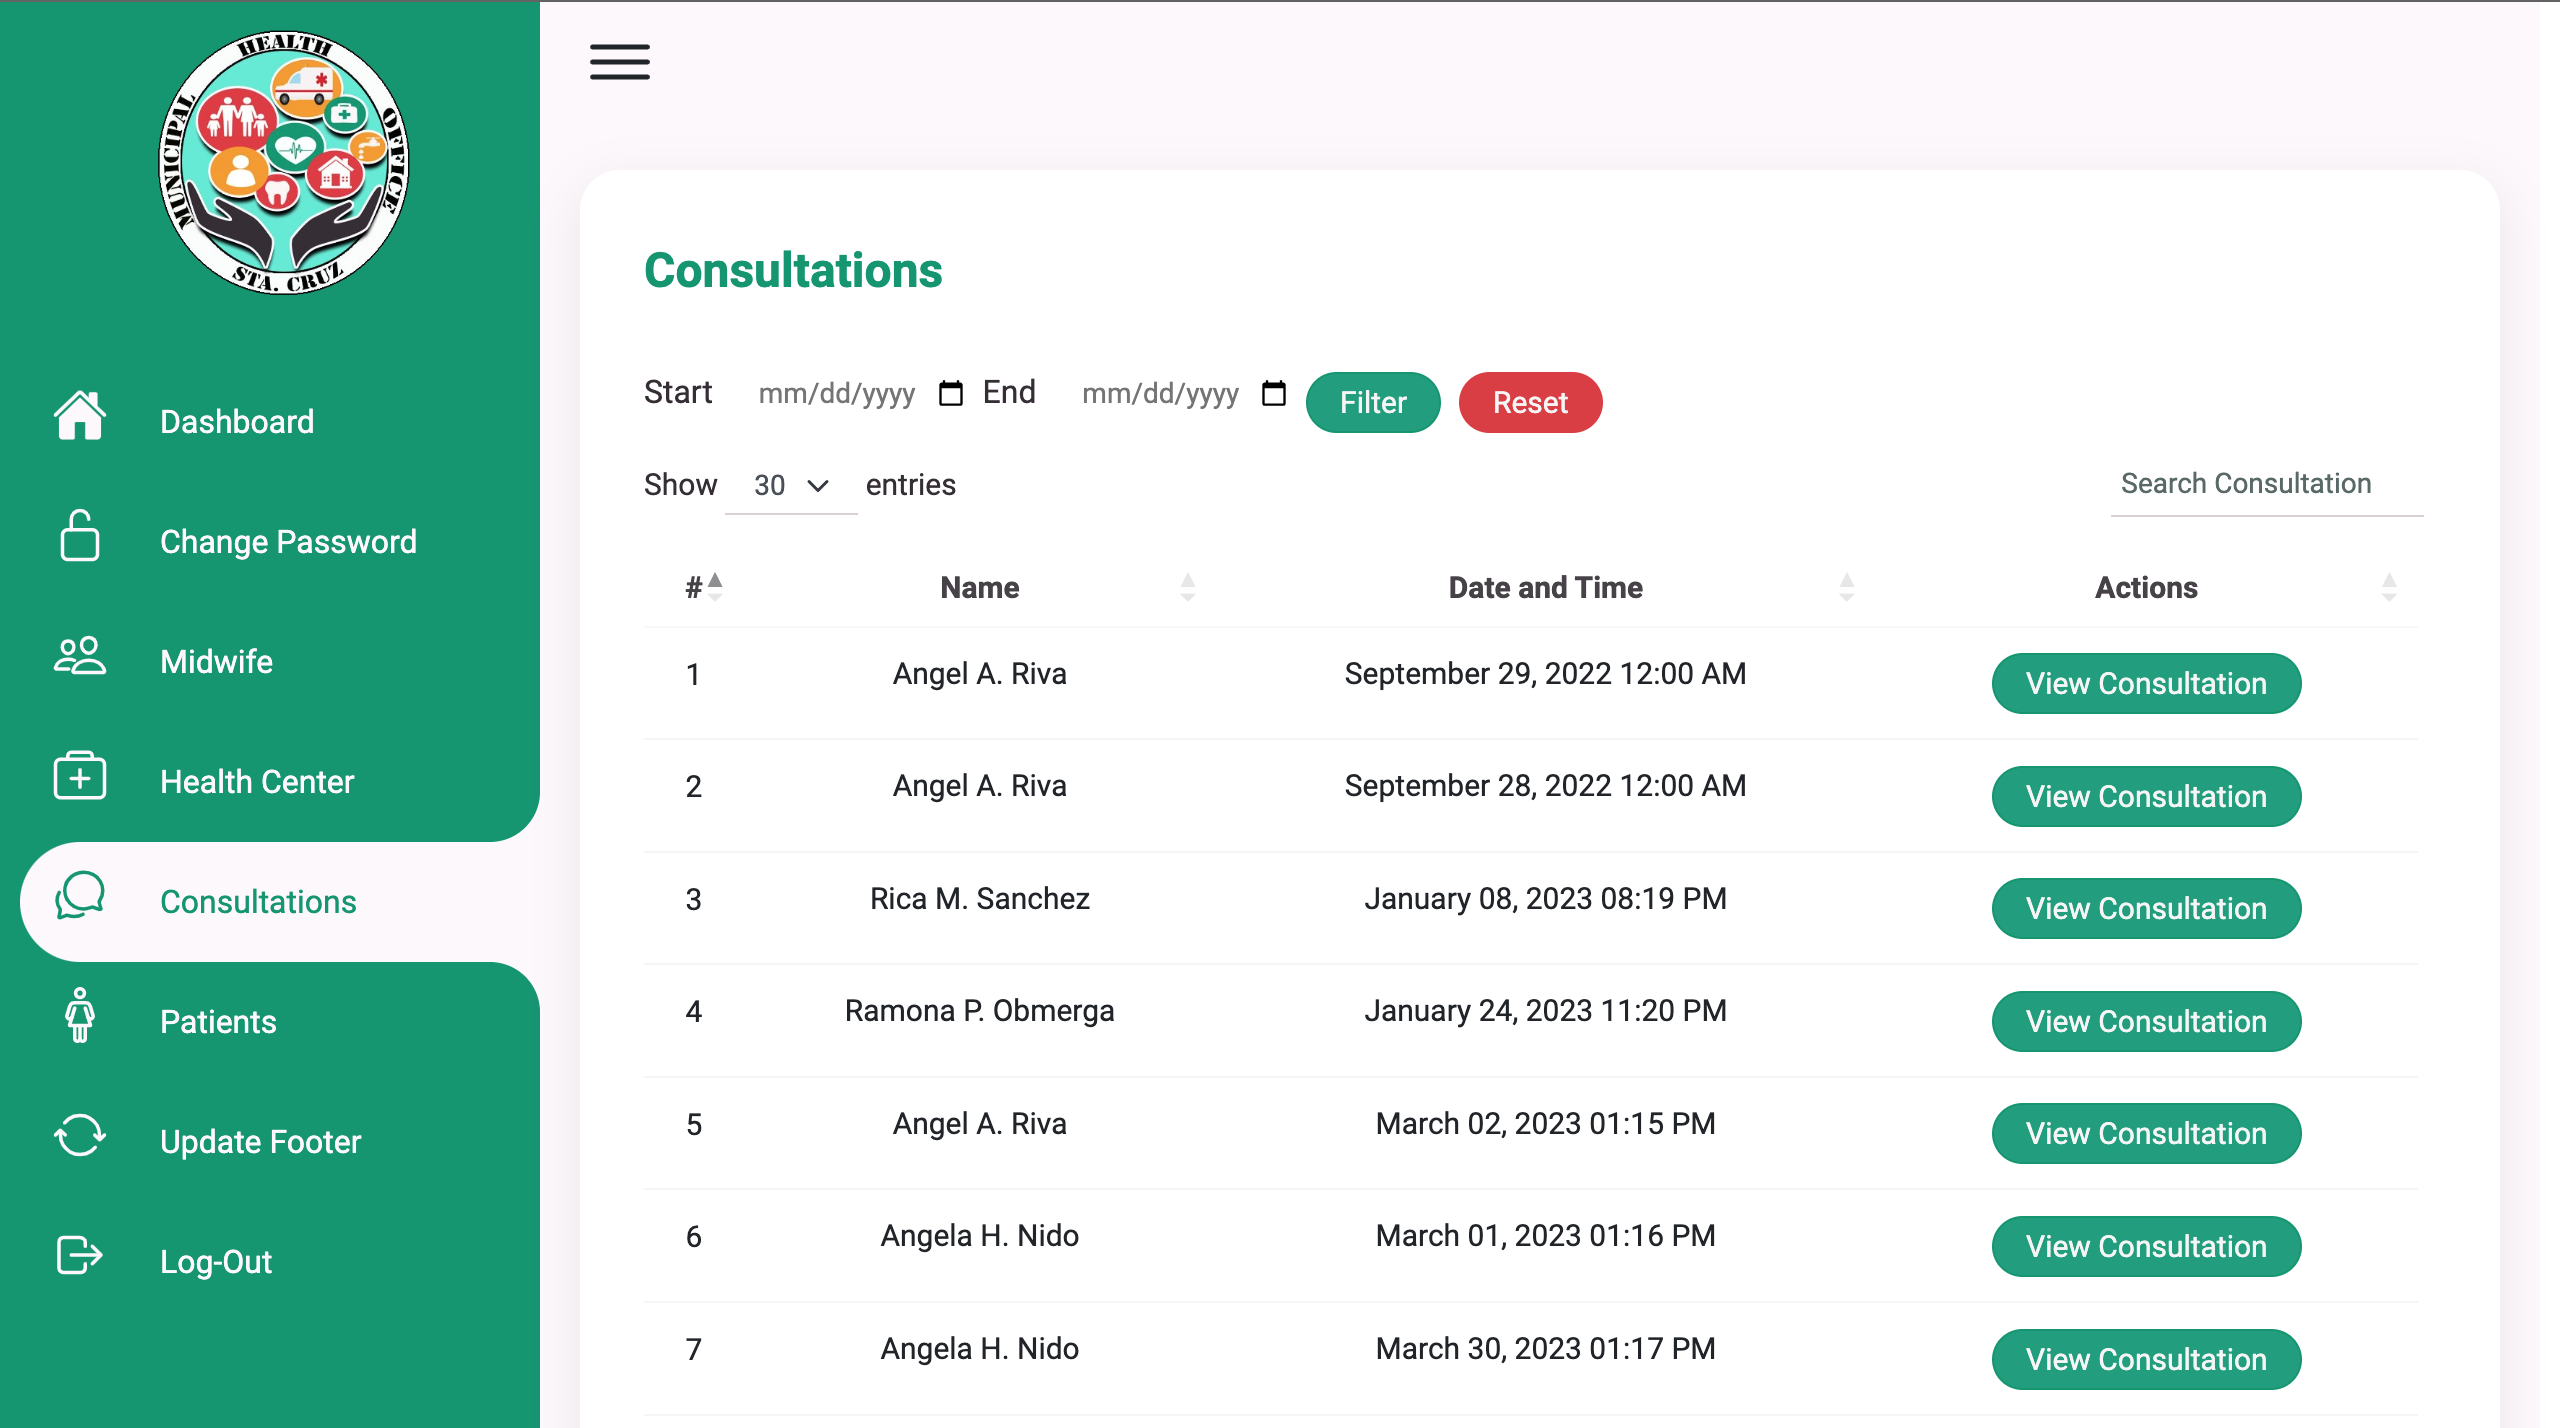 MUNICIPAL HEALTH OFFICE
STA. CRUZ
Dashboard
Change Password
Midwife
Health Center
Consultations
Patients
Update Footer
Log-Out
Consultations
Start mm/dd/yyyy End mm/dd/yyyy Filter Reset
Show 30 entries Search Consultation
# Name Date and Time Actions
1 Angel A. Riva September 29, 2022 12:00 AM View Consultation
2 Angel A. Riva September 28, 2022 12:00 AM View Consultation
3 Rica M. Sanchez January 08, 2023 08:19 PM View Consultation
4 Ramona P. Obmerga January 24, 2023 11:20 PM View Consultation
5 Angel A. Riva March 02, 2023 01:15 PM View Consultation
6 Angela H. Nido March 01, 2023 01:16 PM View Consultation
7 Angela H. Nido March 30, 2023 01:17 PM View Consultation